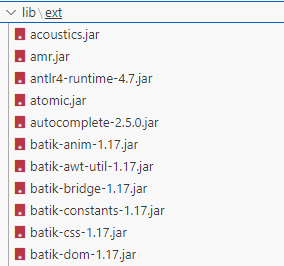 lib\ext
acoustics.jar
amr.jar
antlr4-runtime-4.7.jar
atomic.jar
autocomplete-2.5.0.jar
batik-anim-1.17.jar
batik-awt-util-1.17.jar
batik-bridge-1.17.jar
batik-constants-1.17.jar
batik-css-1.17.jar
batik-dom-1.17.jar